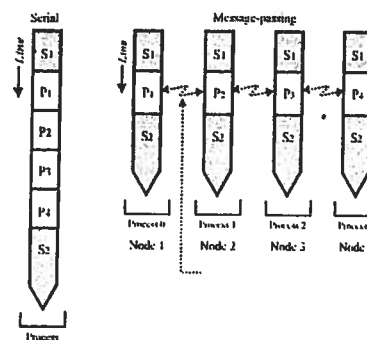 Serial
Message-passing
Time
S1
P1
P2
P3
P4
S2
Process
Time
S1
P1
S2
Process 0
Node 1
S1
P2
S2
Process 1
Node 2
S1
P3
S2
Process 2
Node 3
S1
P4
S2
Process
Node